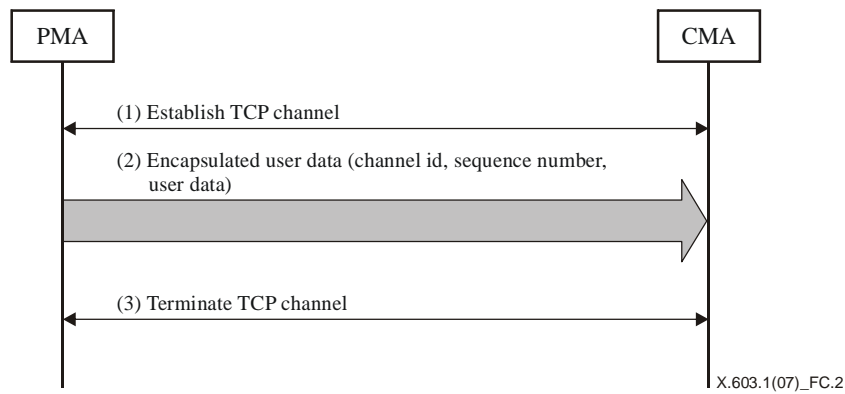 PMA
CMA
(1) Establish TCP channel
(2) Encapsulated user data (channel id, sequence number,
user data)
(3) Terminate TCP channel
X.603.1(07)_FC.2